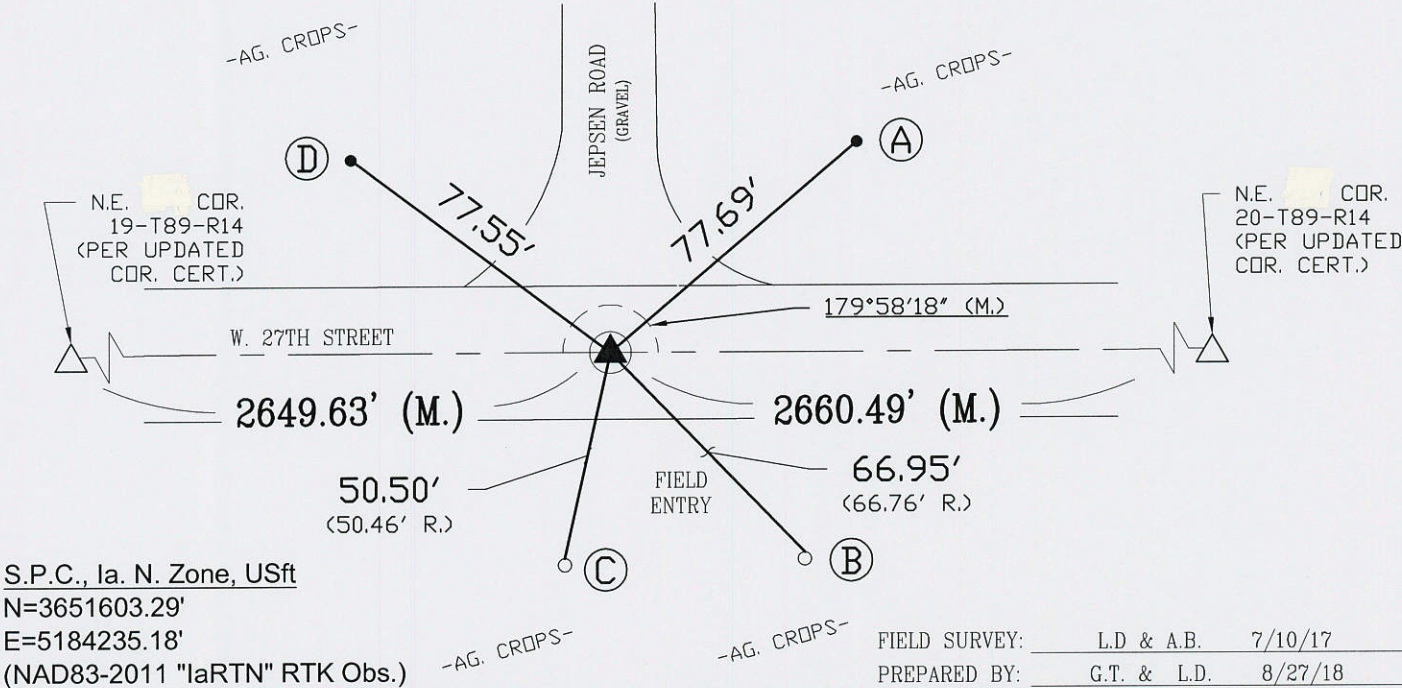 -AG. CROPS-
JEPSEN ROAD
(GRAVEL)
-AG. CROPS-
D
A
77.55'
77.69'
N.E. COR.
19-T89-R14
(PER UPDATED
COR. CERT.)
N.E. COR.
20-T89-R14
(PER UPDATED
COR. CERT.)
179°58'18" (M.)
W. 27TH STREET
2649.63' (M.)
2660.49' (M.)
50.50'
(50.46' R.)
FIELD
ENTRY
66.95'
(66.76' R.)
C
B
S.P.C., Ia. N. Zone, USft
N=3651603.29'
E=5184235.18'
(NAD83-2011 "IaRTN" RTK Obs.)
-AG. CROPS-
-AG. CROPS-
FIELD SURVEY: L.D & A.B. 7/10/17
PREPARED BY: G.T. & L.D. 8/27/18